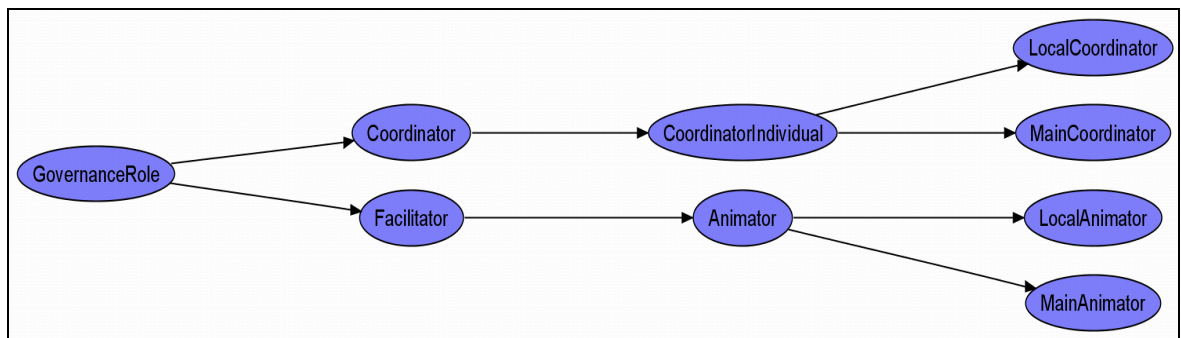 LocalCoordinator
Coordinator
CoordinatorIndividual
MainCoordinator
GovernanceRole
Facilitator
Animator
LocalAnimator
MainAnimator